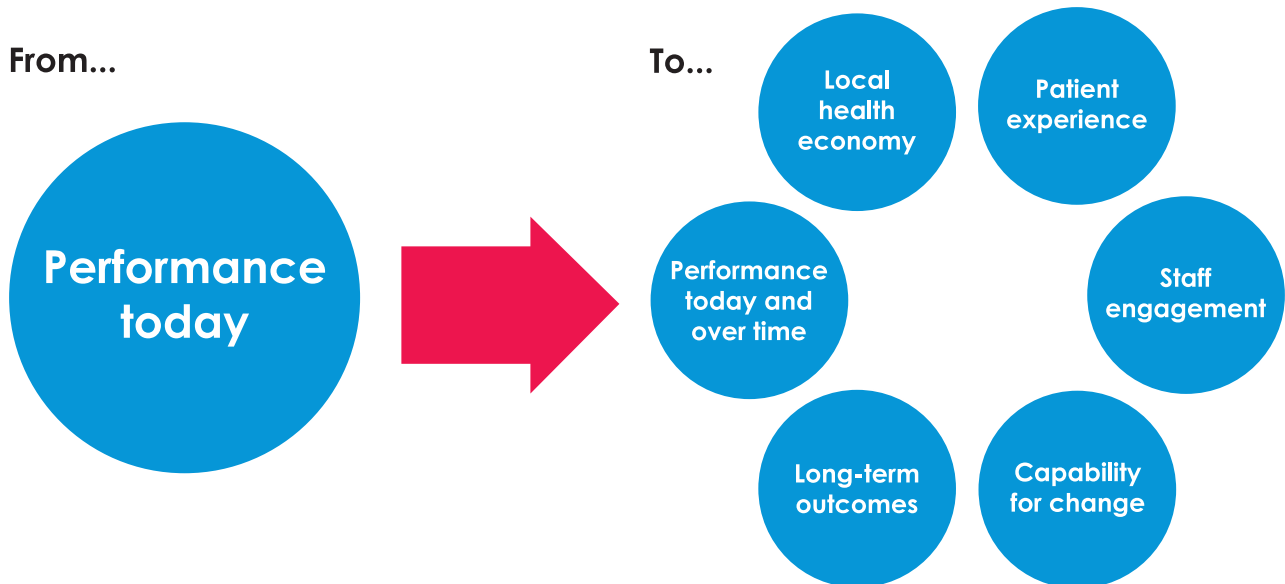 From...
Performance
today
To...
Local
health
economy
Patient
experience
Staff
engagement
Capability
for change
Long-term
outcomes
Performance
today and
over time